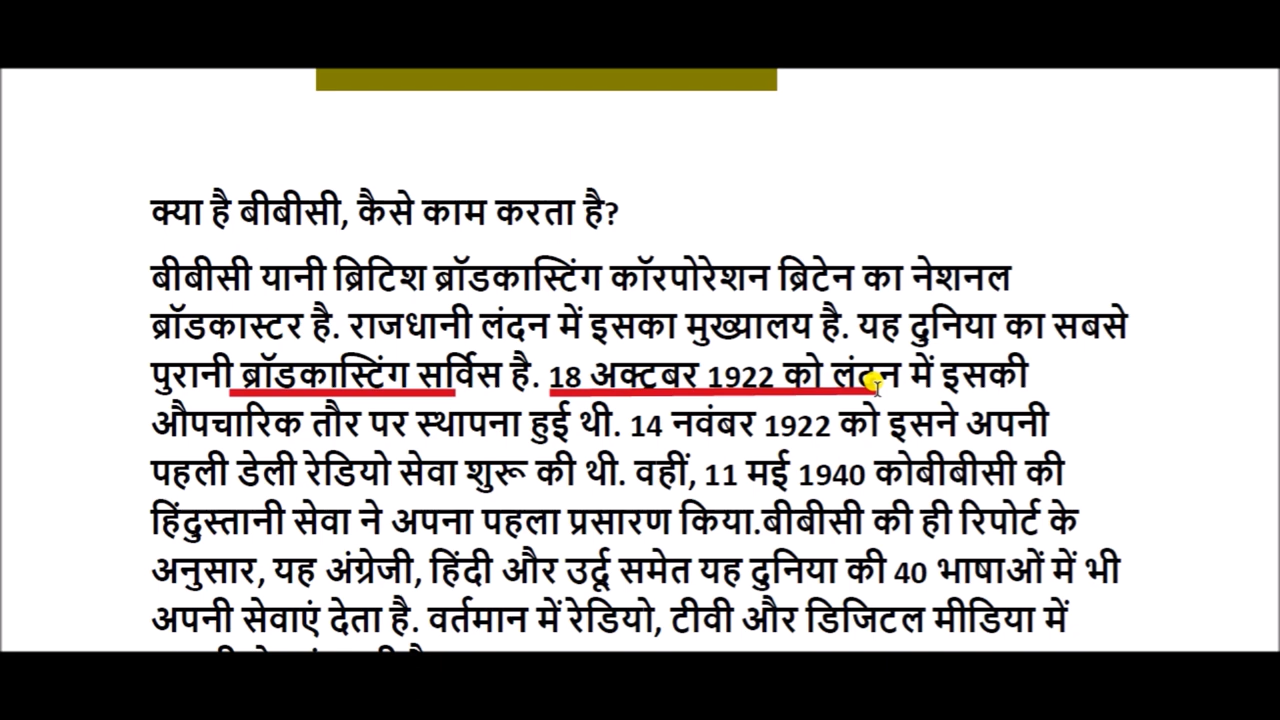 क्या है बीबीसी, कैसे काम करता है?
बीबीसी यानी ब्रिटिश ब्रॉडकास्टिंग कॉरपोरेशन ब्रिटेन का नेशनल
ब्रॉडकास्टर है. राजधानी लंदन में इसका मुख्यालय है. यह दुनिया का सबसे
पुरानी ब्रॉडकास्टिंग सर्विस है. 18 अक्टबर 1922 को लंदन में इसकी
औपचारिक तौर पर स्थापना हुई थी. 14 नवंबर 1922 को इसने अपनी
पहली डेली रेडियो सेवा शुरू की थी. वहीं, 11 मई 1940 कोबीबीसी की
हिंदुस्तानी सेवा ने अपना पहला प्रसारण किया.बीबीसी की ही रिपोर्ट के
अनुसार, यह अंग्रेजी, हिंदी और उर्दू समेत यह दुनिया की 40 भाषाओं में भी
अपनी सेवाएं देता है. वर्तमान में रेडियो, टीवी और डिजिटल मीडिया में